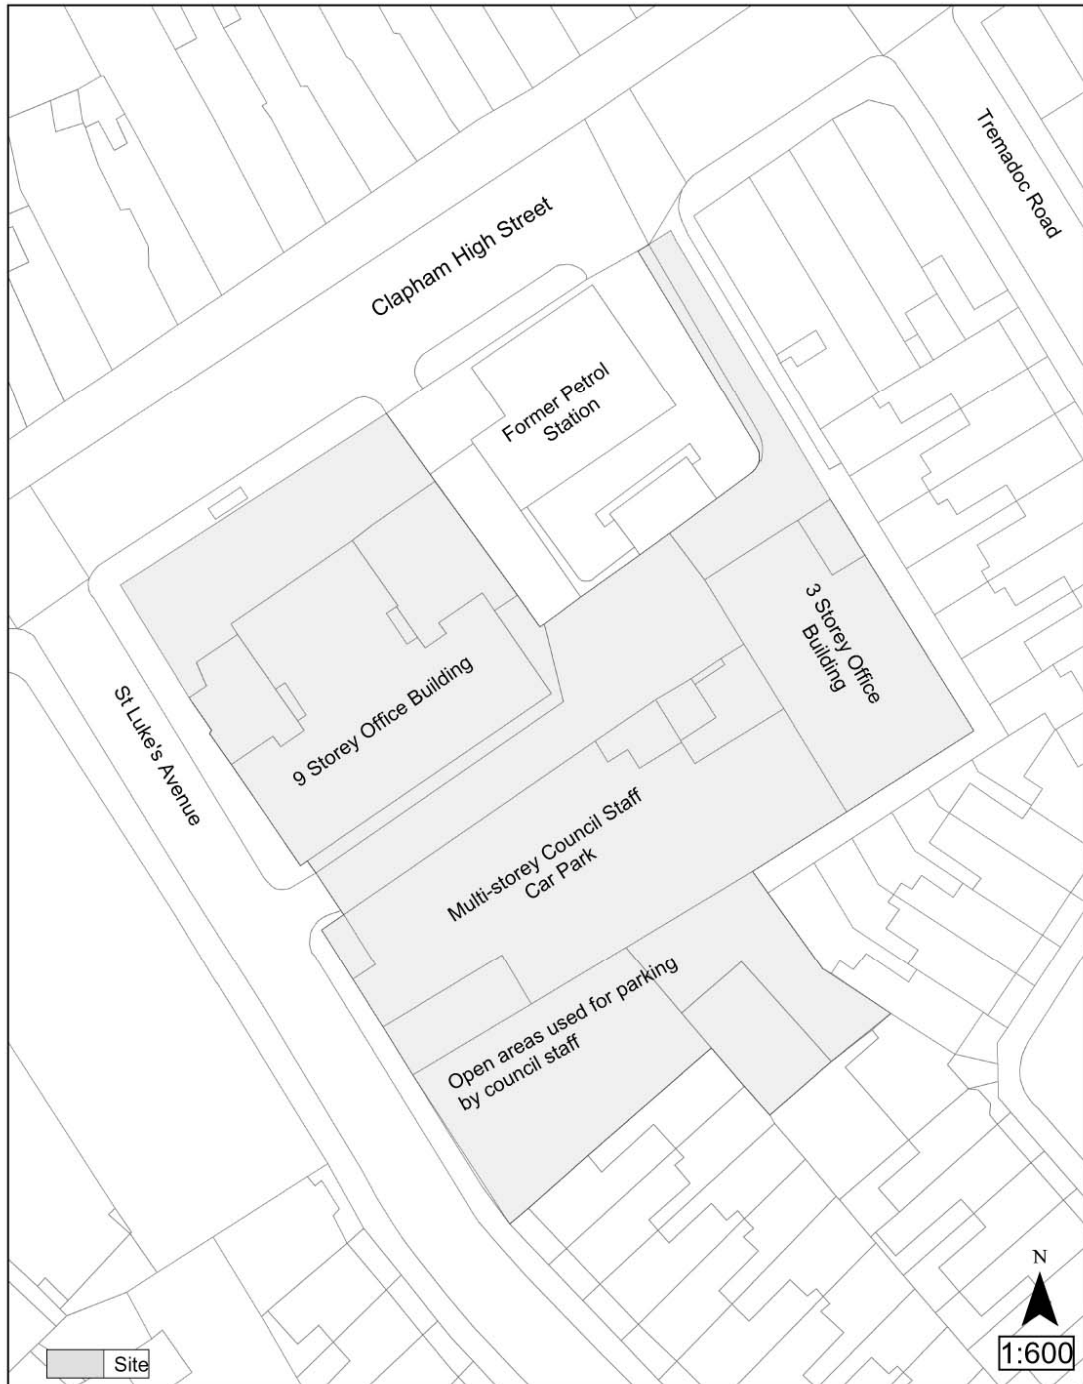 Tremadoc Road
Clapham High Street
Former Petrol
Station
3 Storey Office
Building
9 Storey Office Building
St Luke's Avenue
Multi-storey Council Staff
Car Park
Open areas used for parking
by council staff
N
1:600
Site